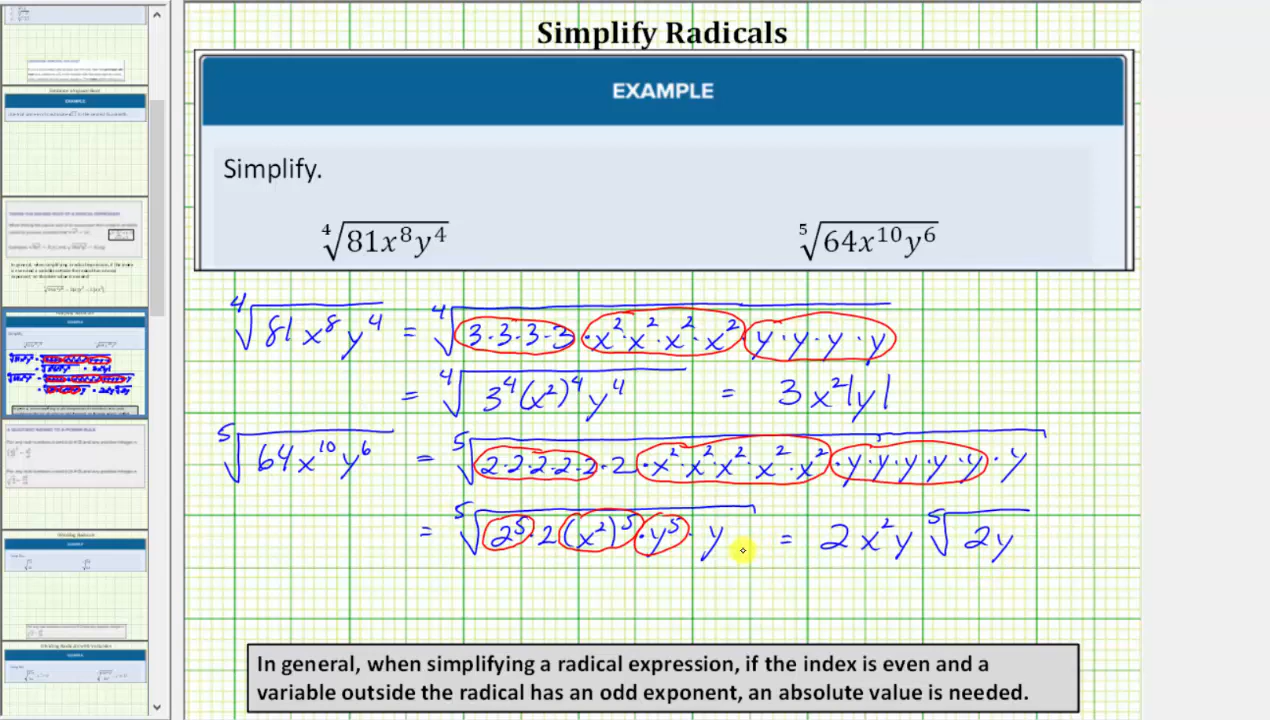 Simplify Radicals
EXAMPLE
Simplify.
⁴√(81x⁸y⁴) ⁵√(64x¹⁰y⁶)
⁴√(81x⁸y⁴) = ⁴√(3·3·3·3·x²·x²·x²·x²·y·y·y·y)
= ⁴√(3⁴(x²)⁴y⁴) = 3x²|y|
⁵√(64x¹⁰y⁶) = ⁵√(2·2·2·2·2·2·x²·x²·x²·x²·x²·y·y·y·y·y·y)
= ⁵√(2⁵·2(x²)⁵·y⁵·y) = 2x²y ⁵√(2y)
In general, when simplifying a radical expression, if the index is even and a
variable outside the radical has an odd exponent, an absolute value is needed.